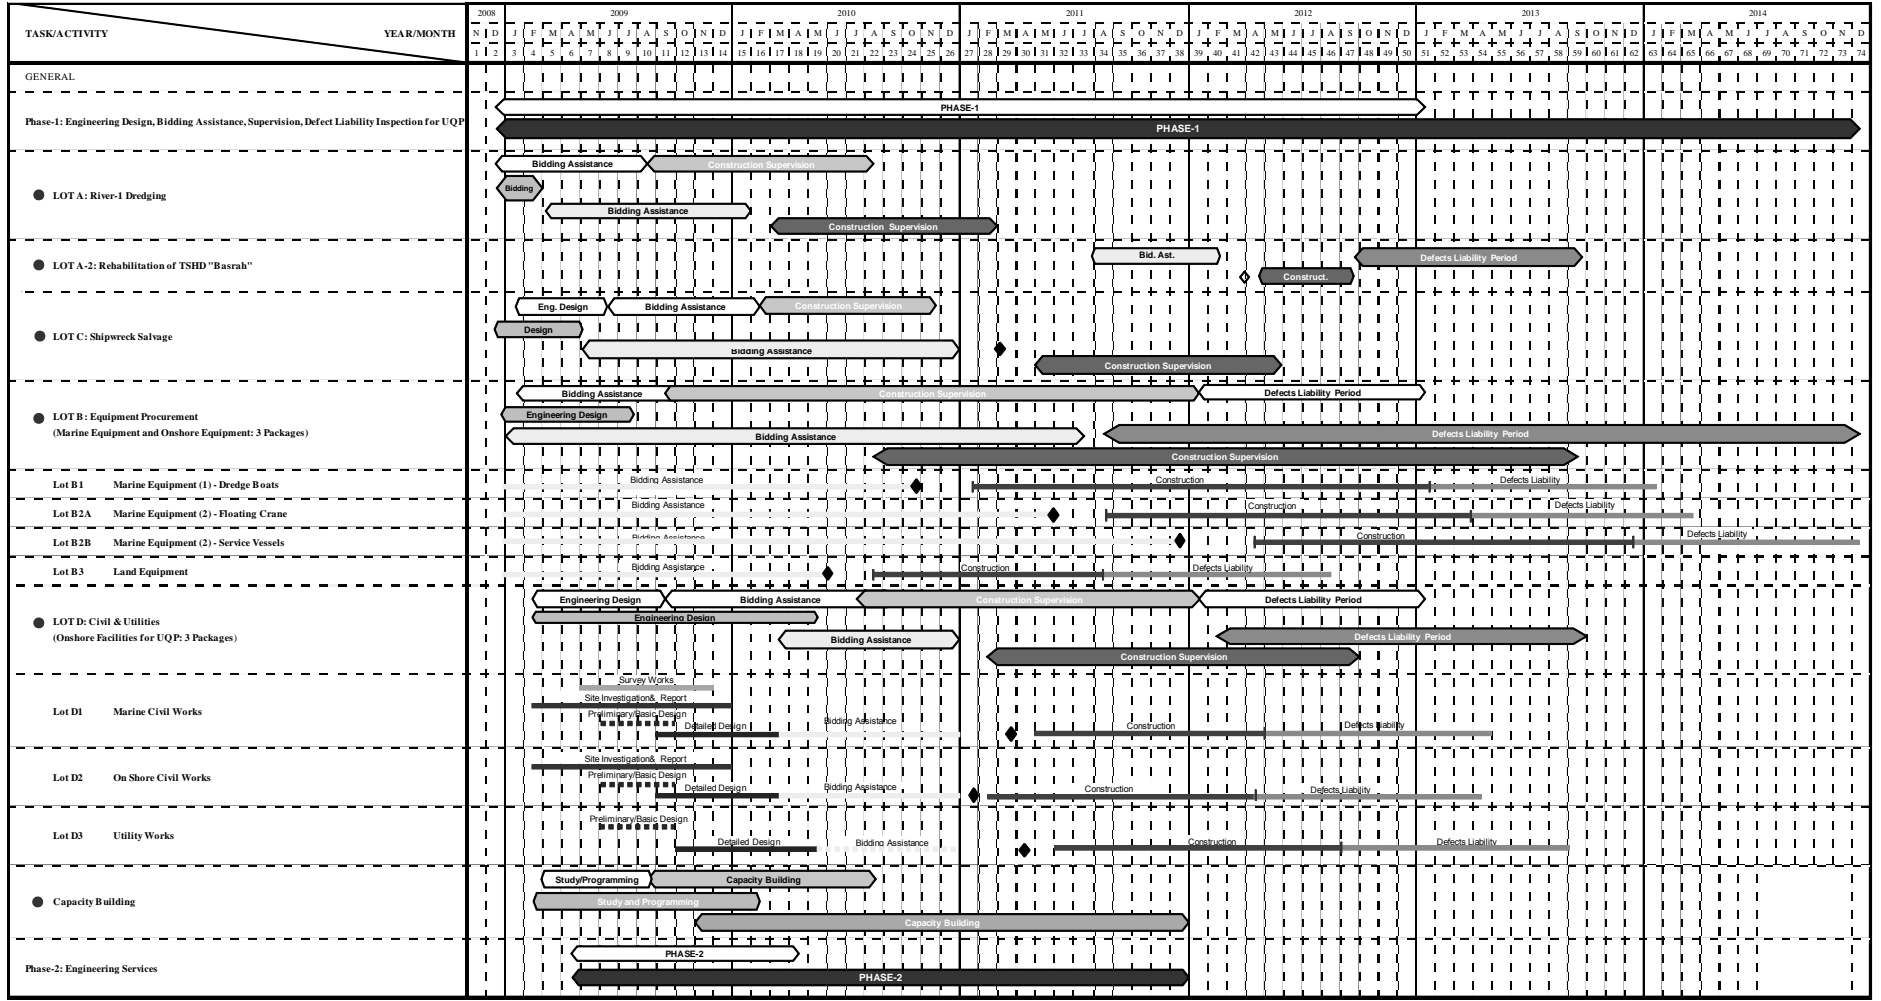 2008 2009 2010 2011 2012 2013 2014
TASK/ACTIVITY YEAR/MONTH
N D J F M A M J J A S O N D J F M A M J J A S O N D J F M A M J J A S O N D J F M A M J J A S O N D J F M A M J J A S O N D J F M A M J J A S O N D
1 2 3 4 5 6 7 8 9 10 11 12 13 14 15 16 17 18 19 20 21 22 23 24 25 26 27 28 29 30 31 32 33 34 35 36 37 38 39 40 41 42 43 44 45 46 47 48 49 50 51 52 53 54 55 56 57 58 59 60 61 62 63 64 65 66 67 68 69 70 71 72 73 74
GENERAL
PHASE-1
Phase-1: Engineering Design, Bidding Assistance, Supervision, Defect Liability Inspection for UQP
PHASE-1
Bidding Assistance Construction Supervision
Bidding
LOT A: River-1 Dredging
Bidding Assistance
Construction Supervision
Bid. Ast. Defects Liability Period
LOT A-2: Rehabilitation of TSHD "Basrah"
Construct.
Eng. Design Bidding Assistance Construction Supervision
Design
LOT C: Shipwreck Salvage
Bidding Assistance
Construction Supervision
Bidding Assistance Construction Supervision Defects Liability Period
LOT B: Equipment Procurement
Engineering Design
(Marine Equipment and Onshore Equipment: 3 Packages)
Bidding Assistance Defects Liability Period
Construction Supervision
Lot B1 Marine Equipment (1) - Dredge Boats Bidding Assistance Construction Defects Liability
Lot B2A Marine Equipment (2) - Floating Crane Bidding Assistance Construction Defects Liability
Lot B2B Marine Equipment (2) - Service Vessels Bidding Assistance Construction Defects Liability
Lot B3 Land Equipment Bidding Assistance Construction Defects Liability
Engineering Design Bidding Assistance Construction Supervision Defects Liability Period
LOT D: Civil & Utilities
Engineering Design
(Onshore Facilities for UQP: 3 Packages)
Bidding Assistance Defects Liability Period
Construction Supervision
Survey Works
Site Investigation& Report
Lot D1 Marine Civil Works
Preliminary/Basic Design
Detailed Design Bidding Assistance Construction Defects Liability
Site Investigation& Report
Lot D2 On Shore Civil Works
Preliminary/Basic Design
Detailed Design Bidding Assistance Construction Defects Liability
Preliminary/Basic Design
Lot D3 Utility Works
Detailed Design Bidding Assistance Construction Defects Liability
Study/Programming Capacity Building
Capacity Building
Study and Programming
Capacity Building
PHASE-2
Phase-2: Engineering Services
PHASE-2